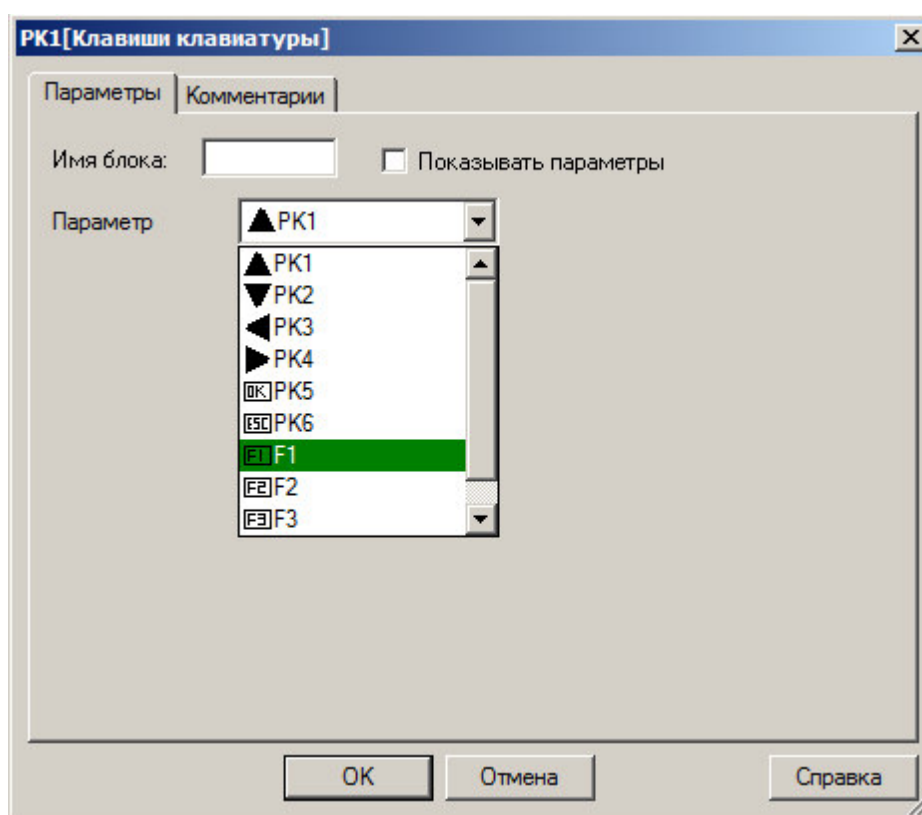 PK1[Клавиши клавиатуры]
Параметры Комментарии
Имя блока: Показывать параметры
Параметр PK1
PK1
PK2
PK3
PK4
OK PK5
ESC PK6
F1 F1
F2 F2
F3 F3
OK Отмена Справка